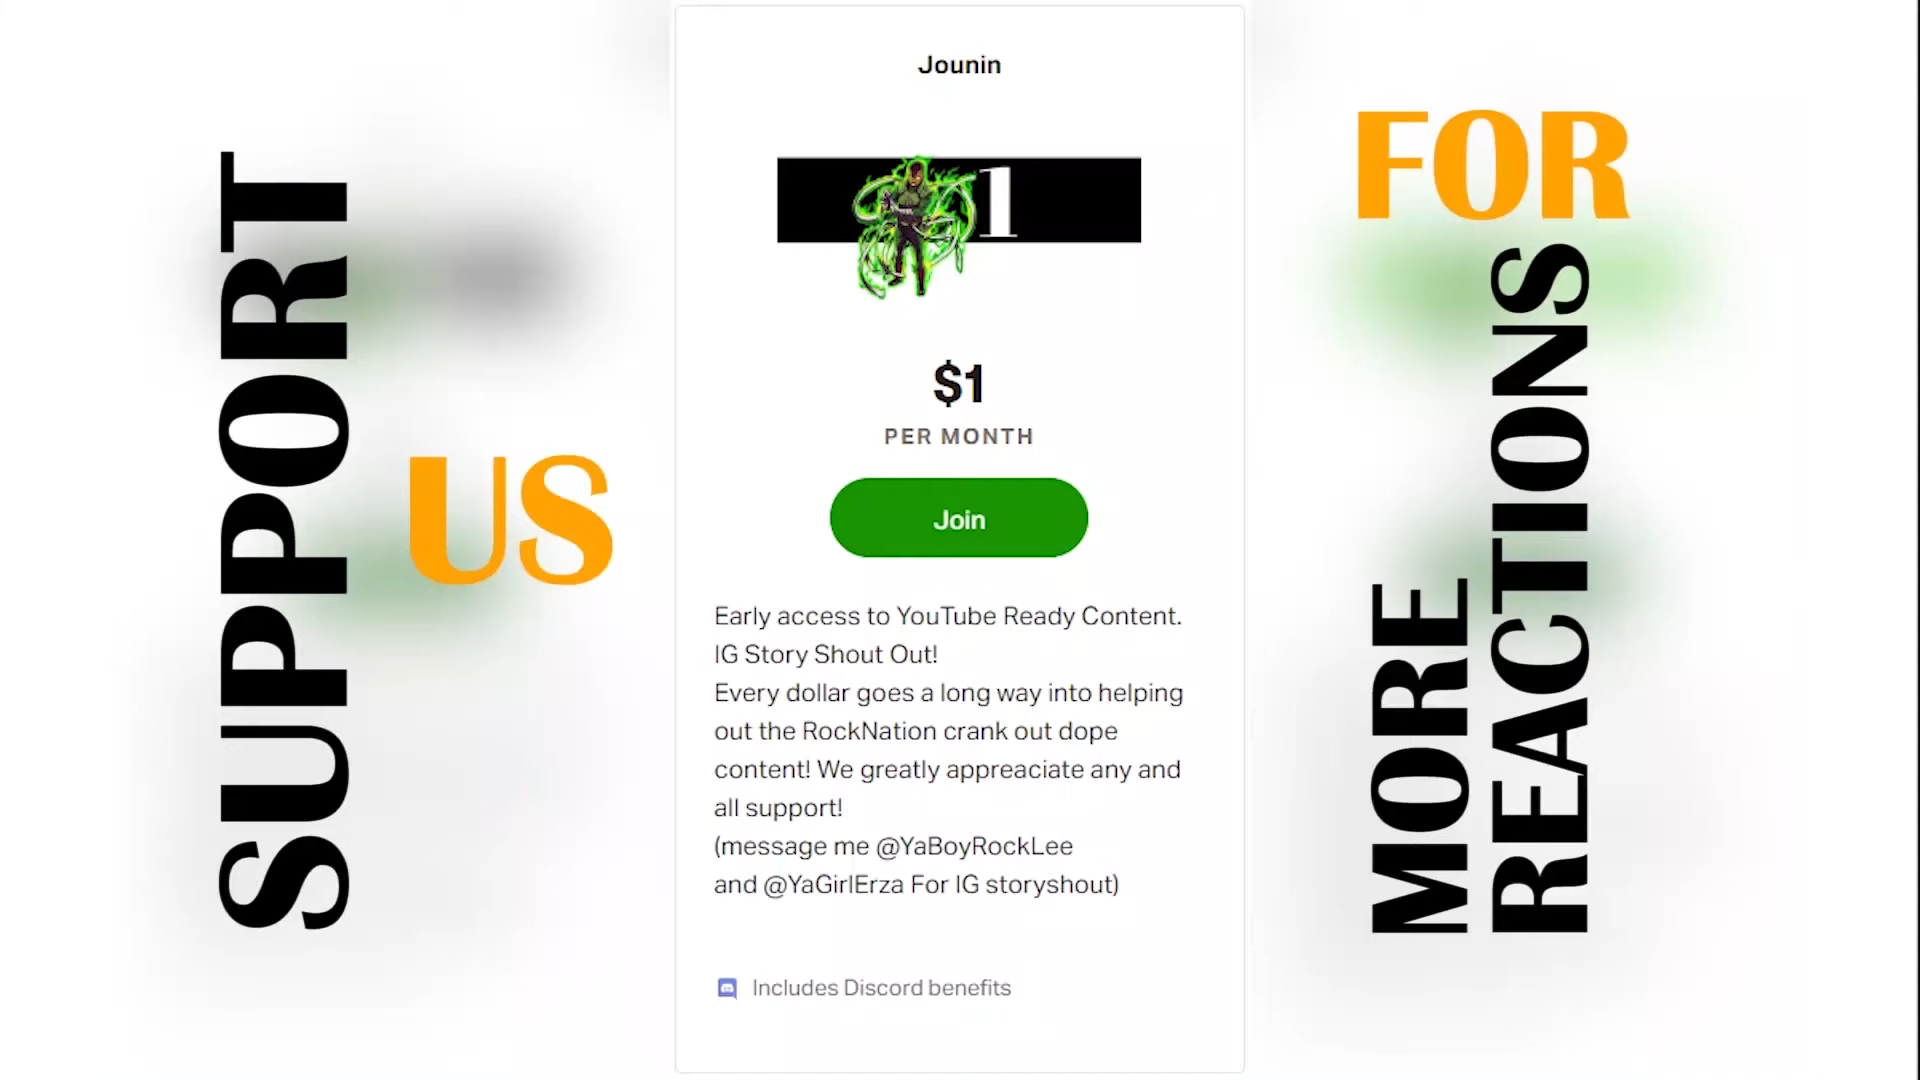 SUPPORT
US
Jounin
1
$1
PER MONTH
Join
Early access to YouTube Ready Content.
IG Story Shout Out!
Every dollar goes a long way into helping
out the RockNation crank out dope
content! We greatly appreaciate any and
all support!
(message me @YaBoyRockLee
and @YaGirlErza For IG storyshout)
Includes Discord benefits
FOR
MORE
REACTIONS